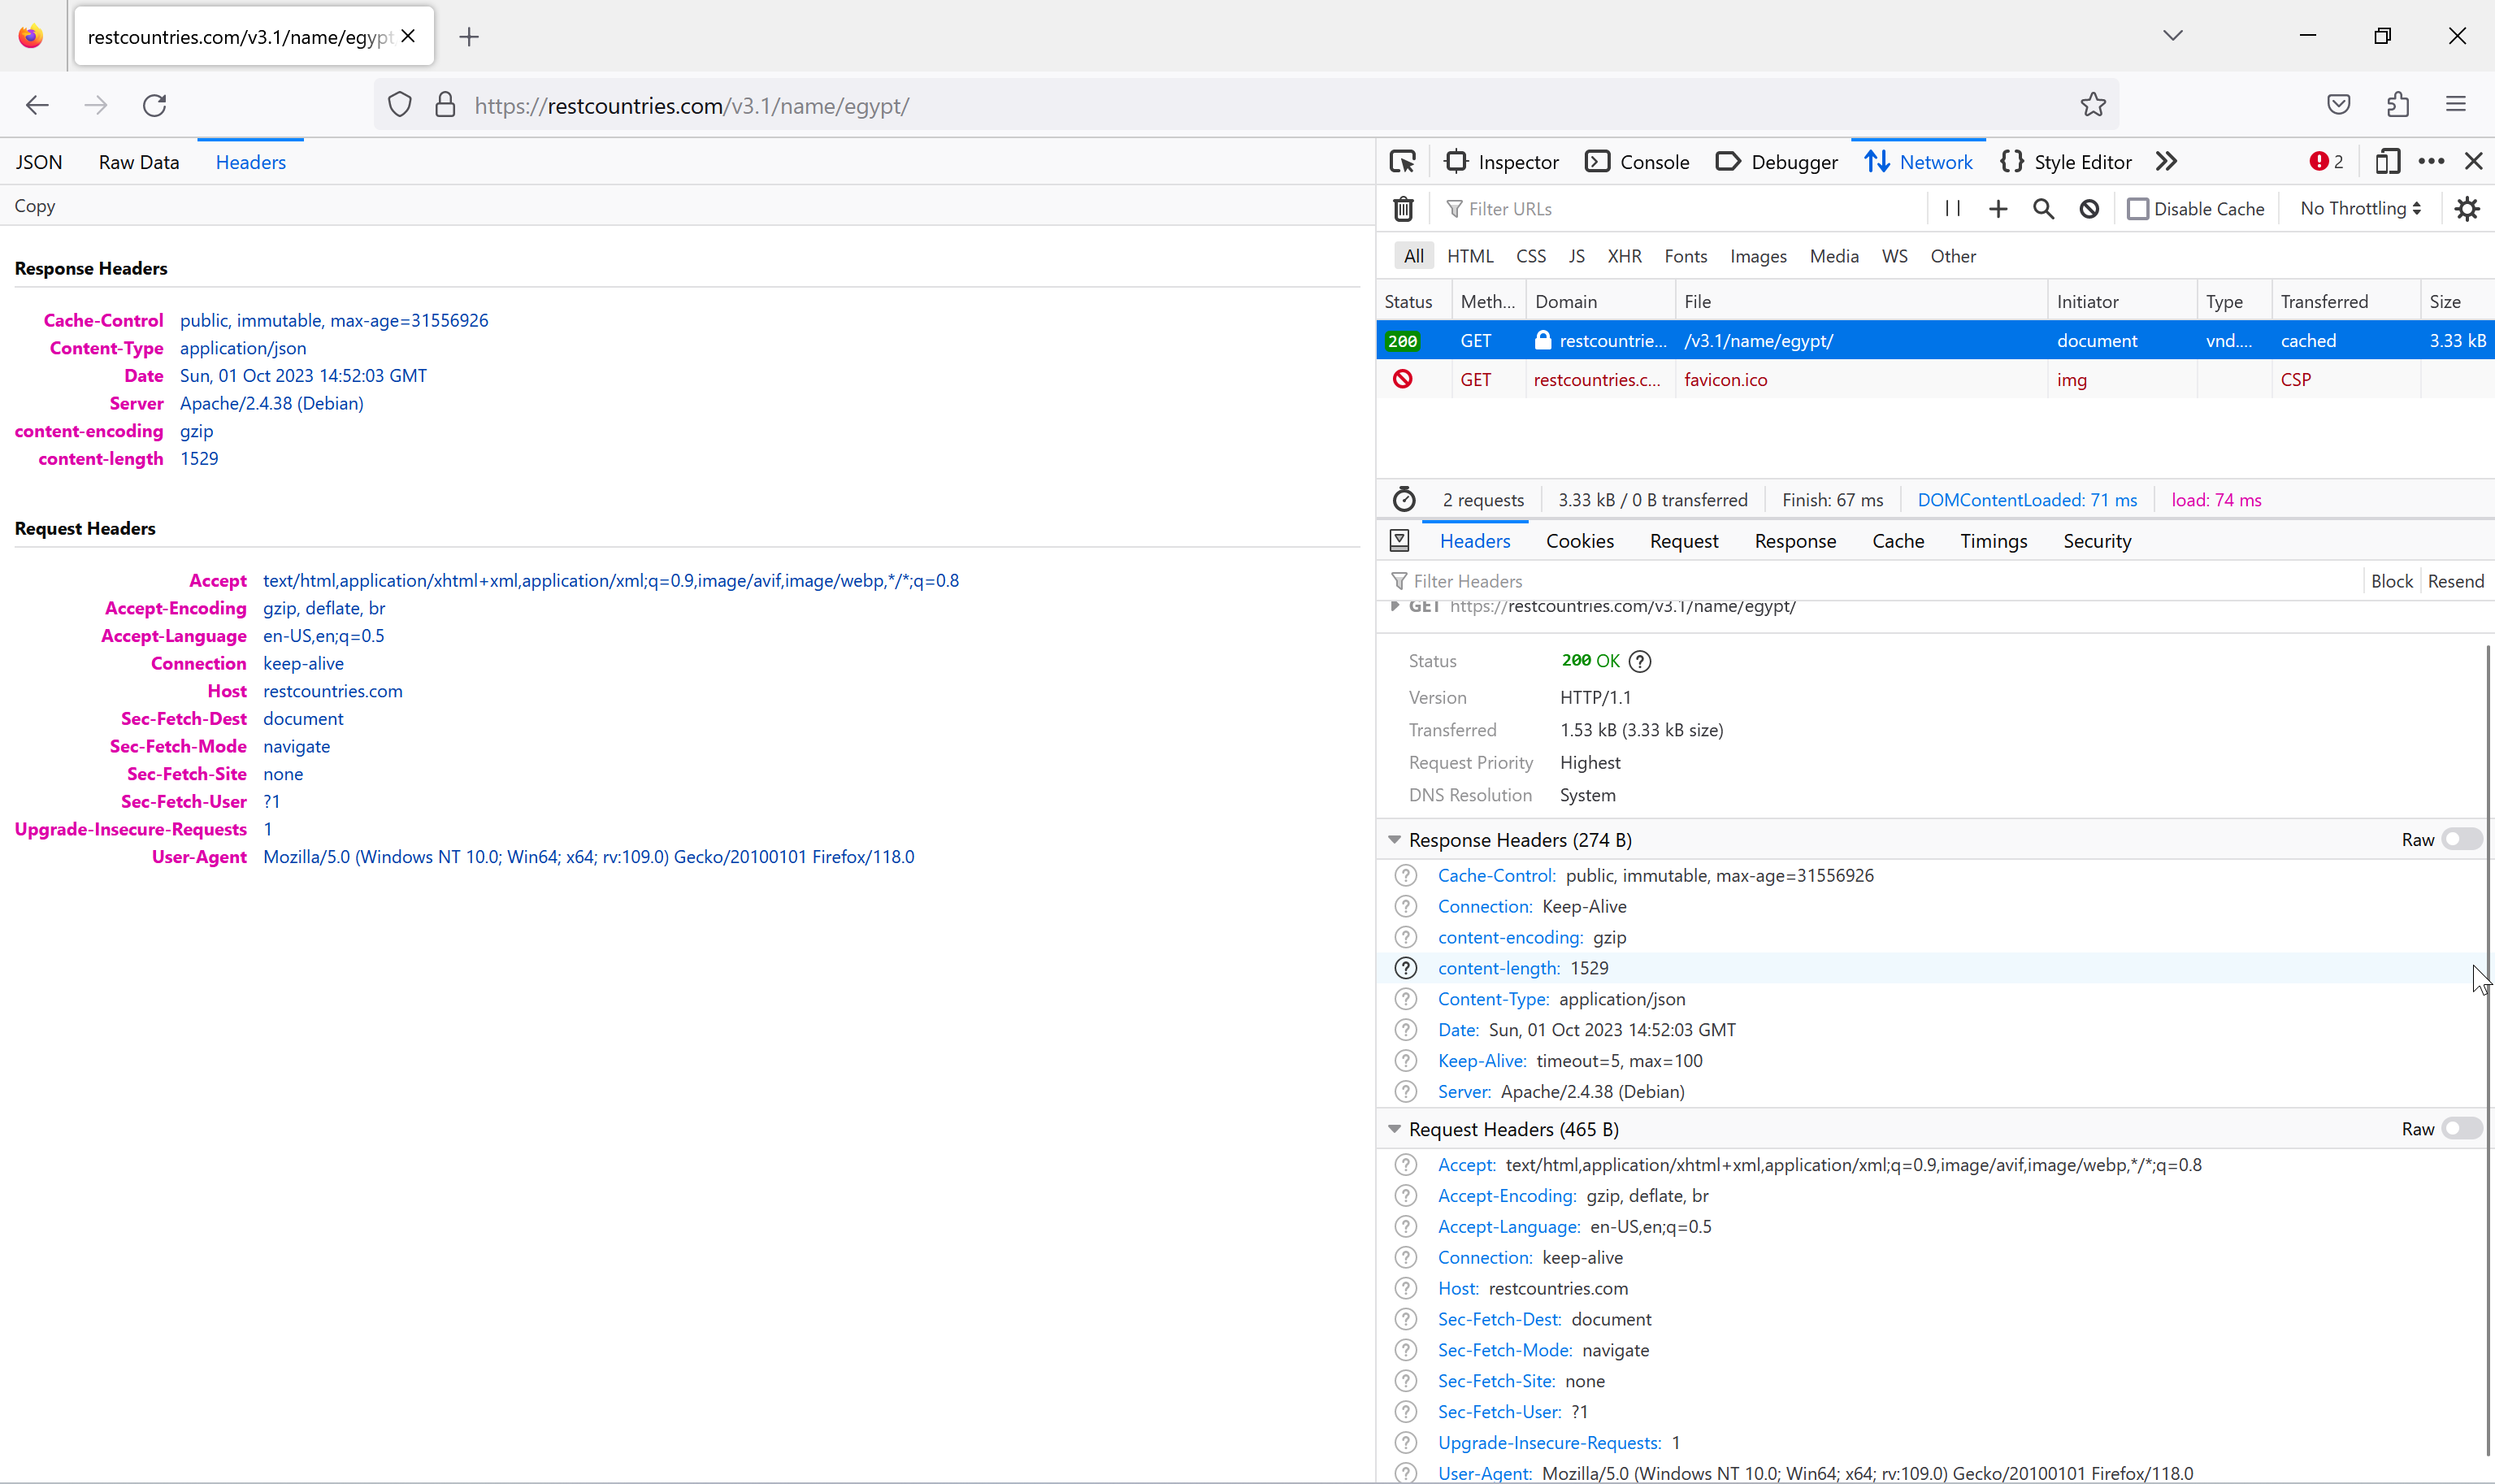 restcountries.com/v3.1/name/egypt
https://restcountries.com/v3.1/name/egypt/
JSON Raw Data Headers
Copy
Response Headers
Cache-Control public, immutable, max-age=31556926
Content-Type application/json
Date Sun, 01 Oct 2023 14:52:03 GMT
Server Apache/2.4.38 (Debian)
content-encoding gzip
content-length 1529
Request Headers
Accept text/html,application/xhtml+xml,application/xml;q=0.9,image/avif,image/webp,*/*;q=0.8
Accept-Encoding gzip, deflate, br
Accept-Language en-US,en;q=0.5
Connection keep-alive
Host restcountries.com
Sec-Fetch-Dest document
Sec-Fetch-Mode navigate
Sec-Fetch-Site none
Sec-Fetch-User ?1
Upgrade-Insecure-Requests 1
User-Agent Mozilla/5.0 (Windows NT 10.0; Win64; x64; rv:109.0) Gecko/20100101 Firefox/118.0
Inspector Console Debugger Network Style Editor 2
Filter URLs Disable Cache No Throttling
All HTML CSS JS XHR Fonts Images Media WS Other
Status Meth... Domain File Initiator Type Transferred Size
200 GET restcountrie... /v3.1/name/egypt/ document vnd.... cached 3.33 kB
GET restcountries.c... favicon.ico img CSP
2 requests 3.33 kB / 0 B transferred Finish: 67 ms DOMContentLoaded: 71 ms load: 74 ms
Headers Cookies Request Response Cache Timings Security
Filter Headers Block Resend
GET https://restcountries.com/v3.1/name/egypt/
Status 200 OK ?
Version HTTP/1.1
Transferred 1.53 kB (3.33 kB size)
Request Priority Highest
DNS Resolution System
Response Headers (274 B) Raw
? Cache-Control: public, immutable, max-age=31556926
? Connection: Keep-Alive
? content-encoding: gzip
? content-length: 1529
? Content-Type: application/json
? Date: Sun, 01 Oct 2023 14:52:03 GMT
? Keep-Alive: timeout=5, max=100
? Server: Apache/2.4.38 (Debian)
Request Headers (465 B) Raw
? Accept: text/html,application/xhtml+xml,application/xml;q=0.9,image/avif,image/webp,*/*;q=0.8
? Accept-Encoding: gzip, deflate, br
? Accept-Language: en-US,en;q=0.5
? Connection: keep-alive
? Host: restcountries.com
? Sec-Fetch-Dest: document
? Sec-Fetch-Mode: navigate
? Sec-Fetch-Site: none
? Sec-Fetch-User: ?1
? Upgrade-Insecure-Requests: 1
? User-Agent: Mozilla/5.0 (Windows NT 10.0; Win64; x64; rv:109.0) Gecko/20100101 Firefox/118.0